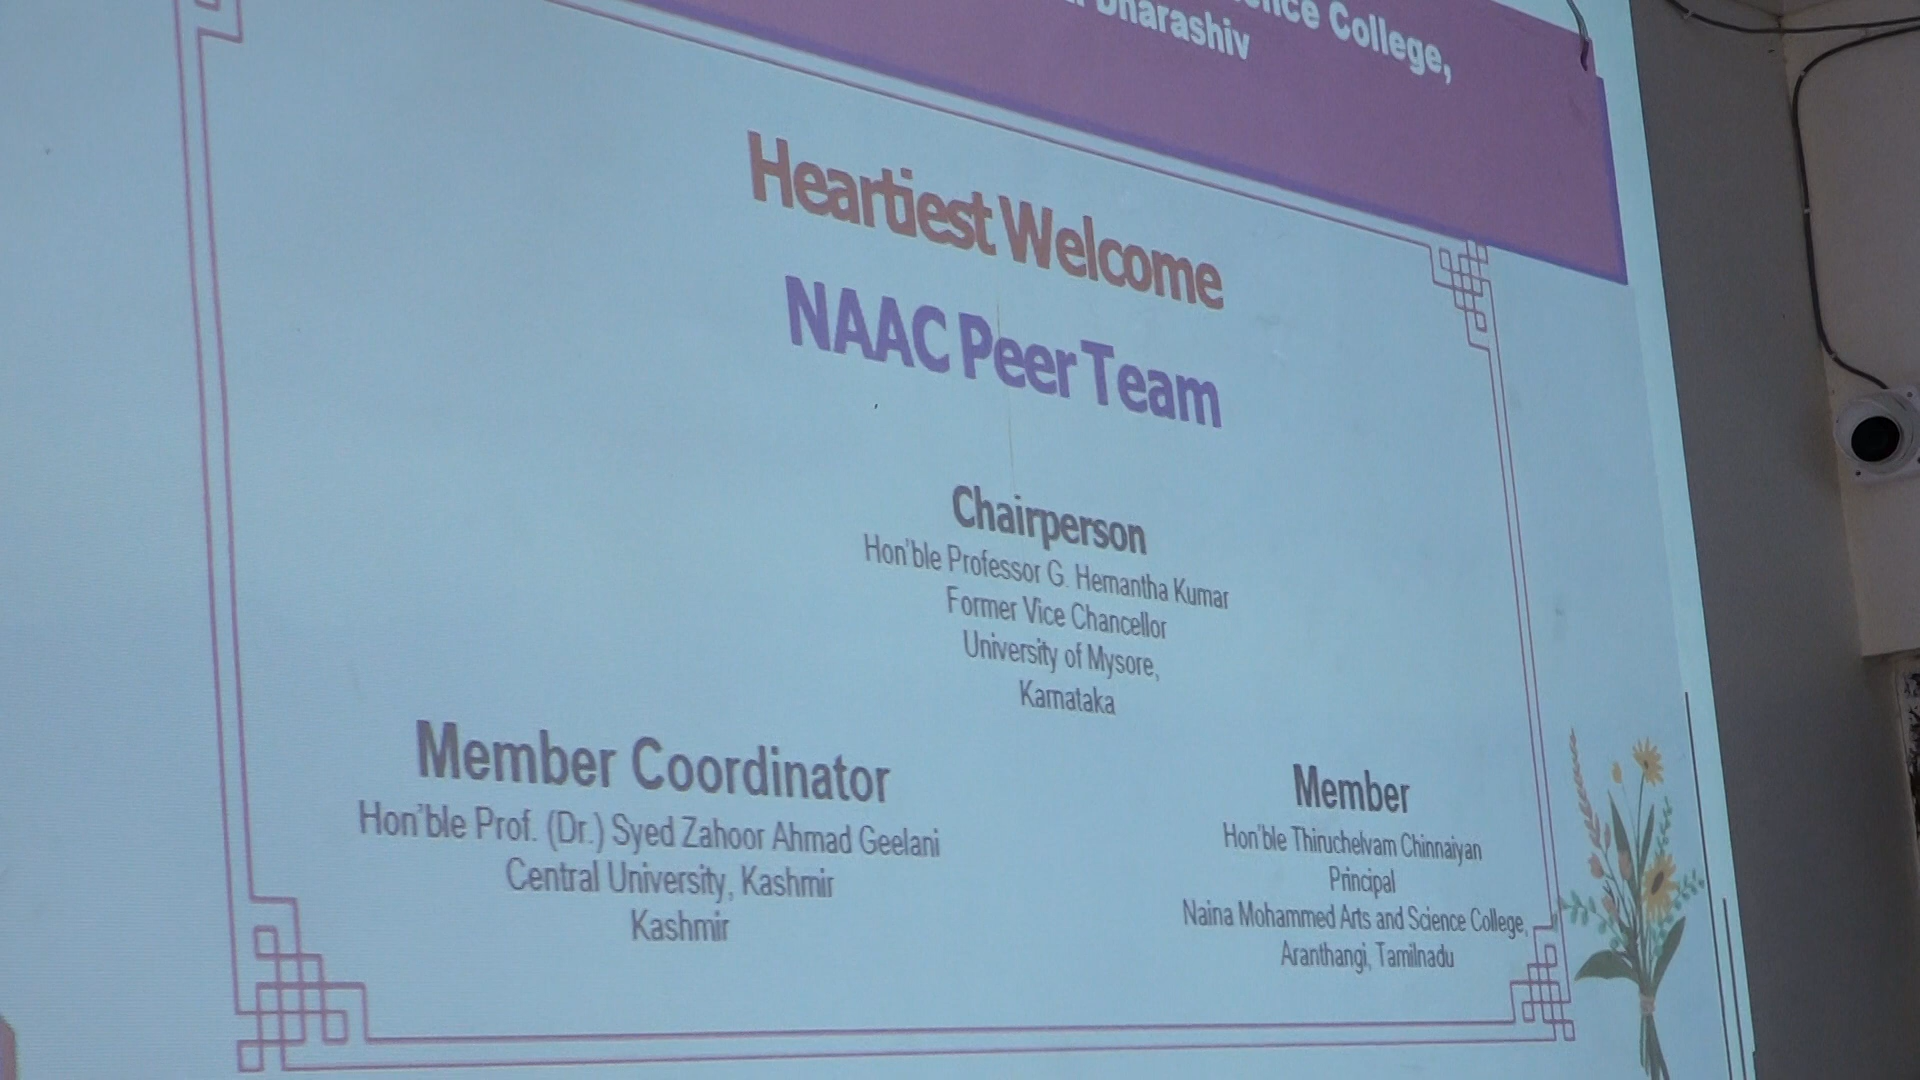 College,
Dharashiv
Heartiest Welcome
NAAC Peer Team
Chairperson
Hon'ble Professor G. Hemantha Kumar
Former Vice Chancellor
University of Mysore,
Karnataka
Member Coordinator
Hon'ble Prof. (Dr.) Syed Zahoor Ahmad Geelani
Central University, Kashmir
Kashmir
Member
Hon'ble Thiruchelvam Chinnaiyan
Principal
Naina Mohammed Arts and Science College,
Aranthangi, Tamilnadu